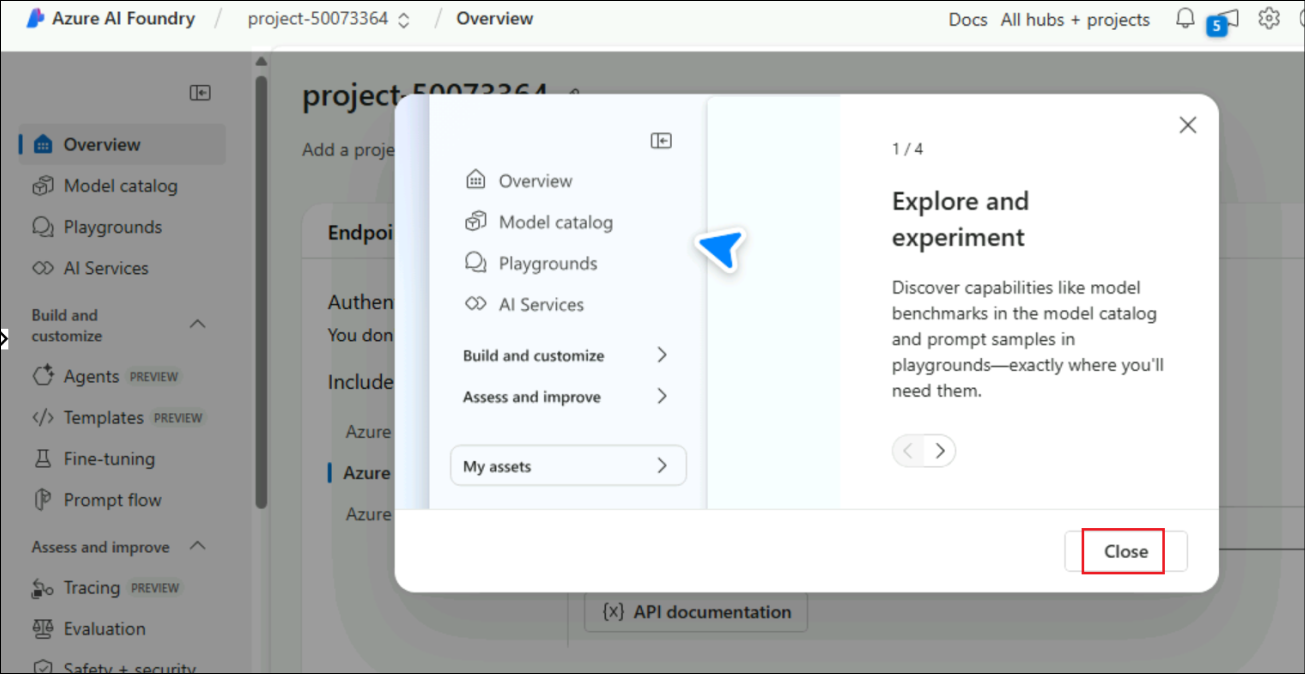 Azure AI Foundry / project-50073364 / Overview
Docs All hubs + projects 5
project-50073364
Add a proje
Overview
Model catalog
Playgrounds
AI Services
Build and
customize
Agents PREVIEW
Templates PREVIEW
Fine-tuning
Prompt flow
Assess and improve
Tracing PREVIEW
Evaluation
Safety + security
Endpoi
Authen
You don
Include
Azure
Azure
Azure
Overview
Model catalog
Playgrounds
AI Services
Build and customize
Assess and improve
My assets
1 / 4
Explore and
experiment
Discover capabilities like model
benchmarks in the model catalog
and prompt samples in
playgrounds—exactly where you'll
need them.
Close
{x} API documentation